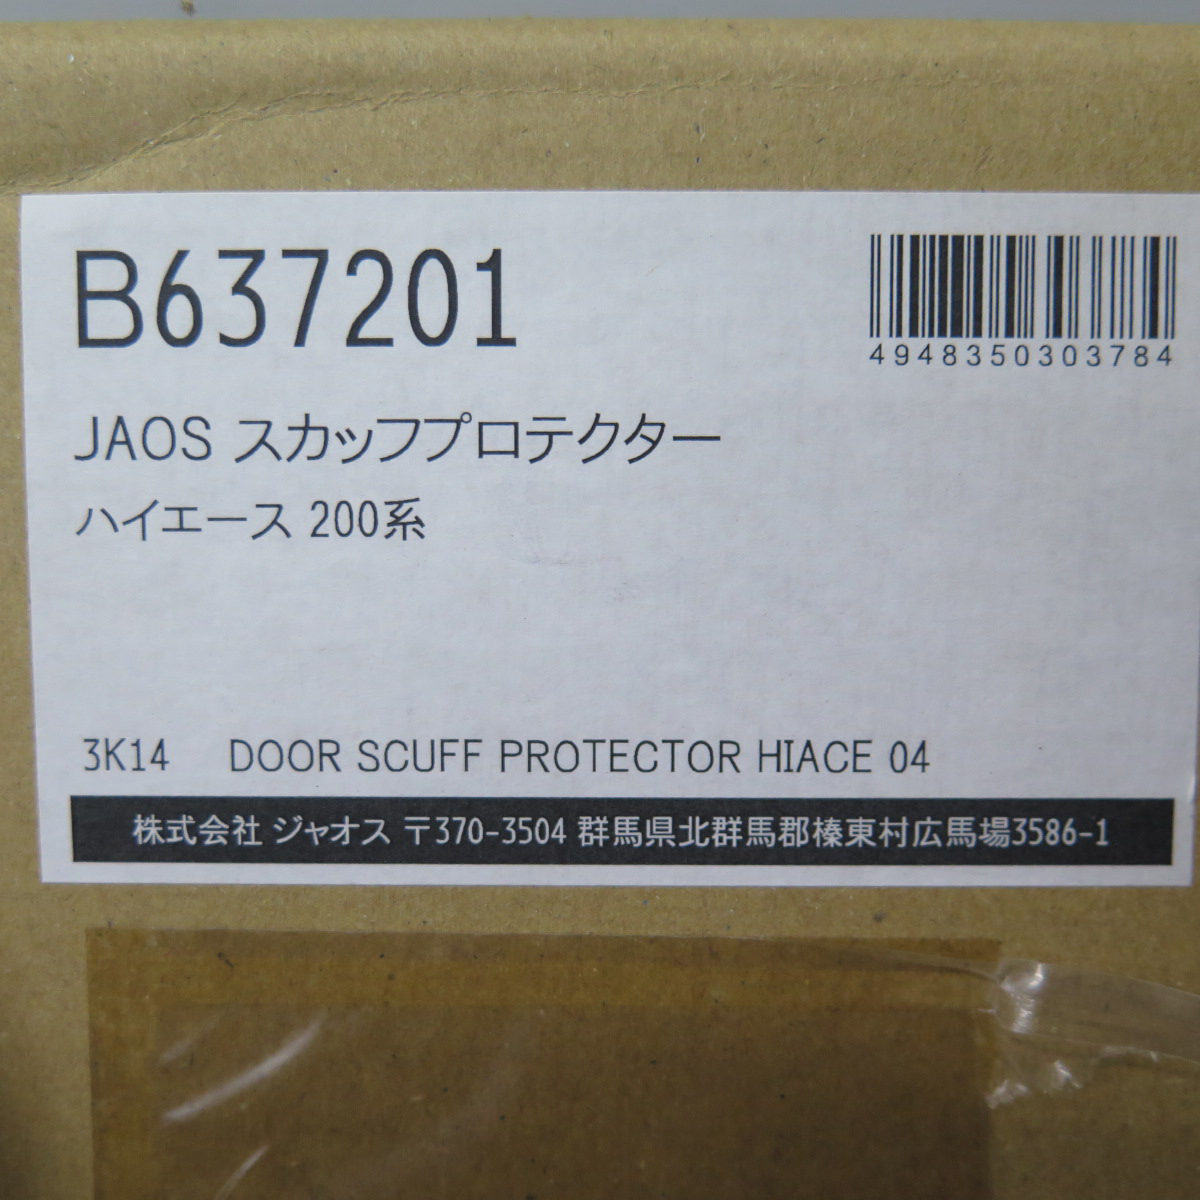 B637201
4948350303784
JAOS スカッフプロテクター
ハイエース 200系
3K14 DOOR SCUFF PROTECTOR HIACE 04
株式会社 ジャオス 〒370-3504 群馬県北群馬郡榛東村広馬場3586-1